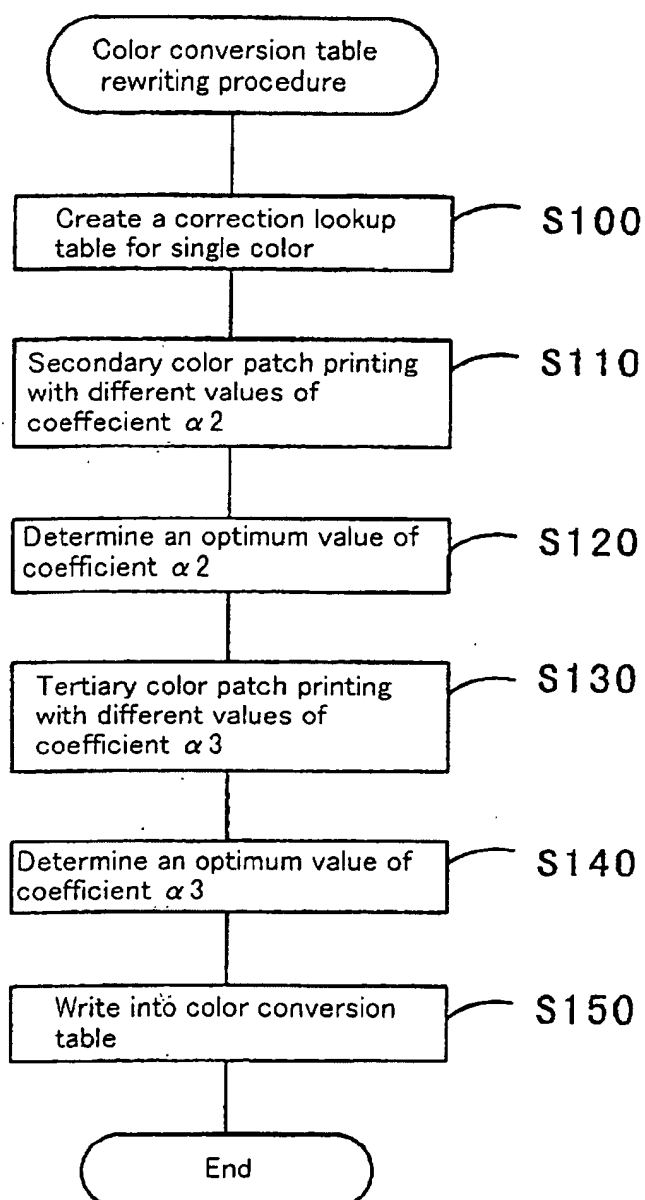 Color conversion table
rewriting procedure
Create a correction lookup
table for single color
S100
Secondary color patch printing
with different values of
coeffecient α2
S110
Determine an optimum value of
coefficient α2
S120
Tertiary color patch printing
with different values of
coefficient α3
S130
Determine an optimum value of
coefficient α3
S140
Write into color conversion
table
S150
End